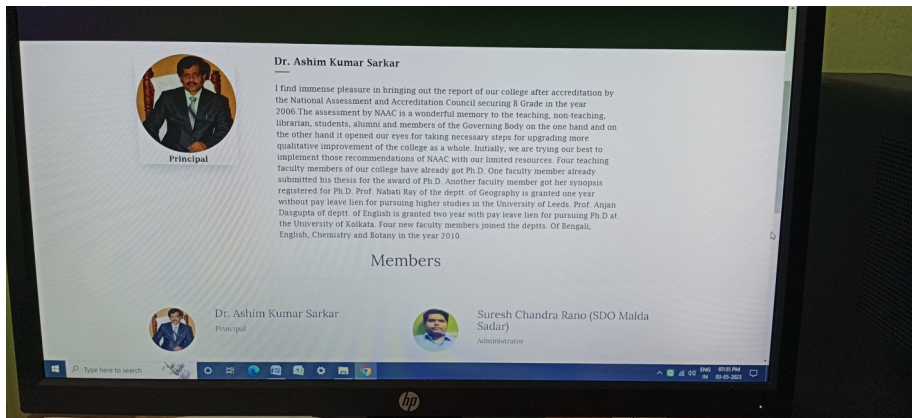 Dr. Ashim Kumar Sarkar
I find immense pleasure in bringing out the report of our college after accreditation by
the National Assessment and Accreditation Council securing B Grade in the year
2006.The assessment by NAAC is a wonderful memory to the teaching, non-teaching,
librarian, students, alumni and members of the Governing Body on the one hand and on
the other hand it opened our eyes for taking necessary steps for upgrading more
qualitative improvement of the college as a whole. Initially, we are trying our best to
implement those recommendations of NAAC with our limited resources. Four teaching
faculty members of our college have already got Ph.D. One faculty member already
submitted his thesis for the award of Ph.D. Another faculty member got her synopsis
registered for Ph.D. Prof. Nabati Ray of the deptt. of Geography is granted one year
without pay leave lien for pursuing higher studies in the University of Leeds. Prof. Anjan
Dasgupta of deptt. of English is granted two year with pay leave lien for pursuing Ph.D at
the University of Kolkata. Four new faculty members joined the deptts. Of Bengali,
English, Chemistry and Botany in the year 2010.
Principal
Members
Dr. Ashim Kumar Sarkar
Principal
Suresh Chandra Rano (SDO Malda
Sadar)
Administrator
Type here to search
ENG
IN
07:35 PM
03-05-2023
hp